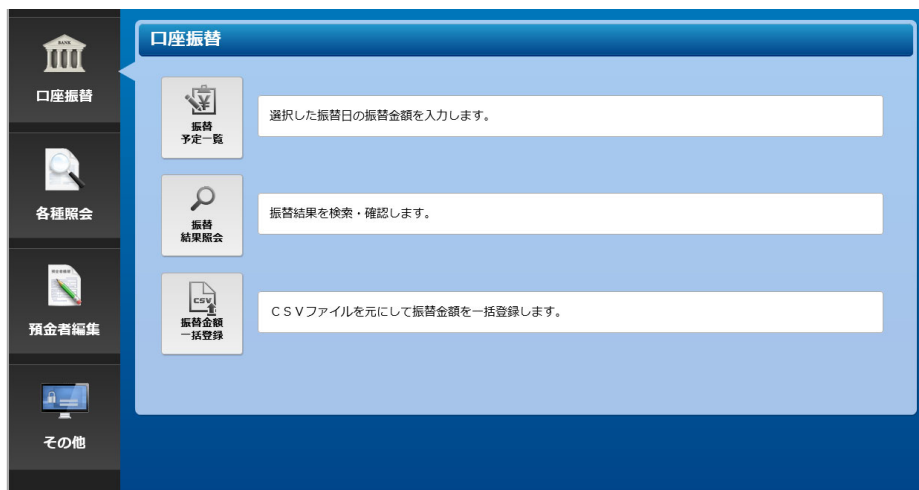 口座振替
BANK
口座振替
振替
予定一覧
選択した振替日の振替金額を入力します。
各種照会
振替
結果照会
振替結果を検索・確認します。
預金者編集
CSV
振替金額
一括登録
ＣＳＶファイルを元にして振替金額を一括登録します。
その他